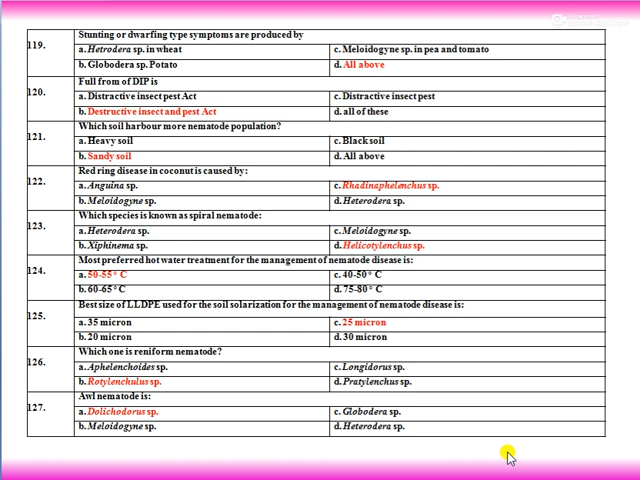 119. Stunting or dwarfing type symptoms are produced by
a. Hetrodera sp. in wheat c. Meloidogyne sp. in pea and tomato
b. Globodera sp. Potato d. All above
120. Full from of DIP is
a. Distractive insect pest Act c. Distractive insect pest
b. Destructive insect and pest Act d. all of these
121. Which soil harbour more nematode population?
a. Heavy soil c. Black soil
b. Sandy soil d. All above
122. Red ring disease in coconut is caused by:
a. Anguina sp. c. Rhadinaphelenchus sp.
b. Meloidogyne sp. d. Heterodera sp.
123. Which species is known as spiral nematode:
a. Heterodera sp. c. Meloidogyne sp.
b. Xiphinema sp. d. Helicotylenchus sp.
124. Most preferred hot water treatment for the management of nematode disease is:
a. 50-55° C c. 40-50° C
b. 60-65° C d. 75-80° C
125. Best size of LLDPE used for the soil solarization for the management of nematode disease is:
a. 35 micron c. 25 micron
b. 20 micron d. 30 micron
126. Which one is reniform nematode?
a. Aphelenchoides sp. c. Longidorus sp.
b. Rotylenchulus sp. d. Pratylenchus sp.
127. Awl nematode is:
a. Dolichodorus sp. c. Globodera sp.
b. Meloidogyne sp. d. Heterodera sp.